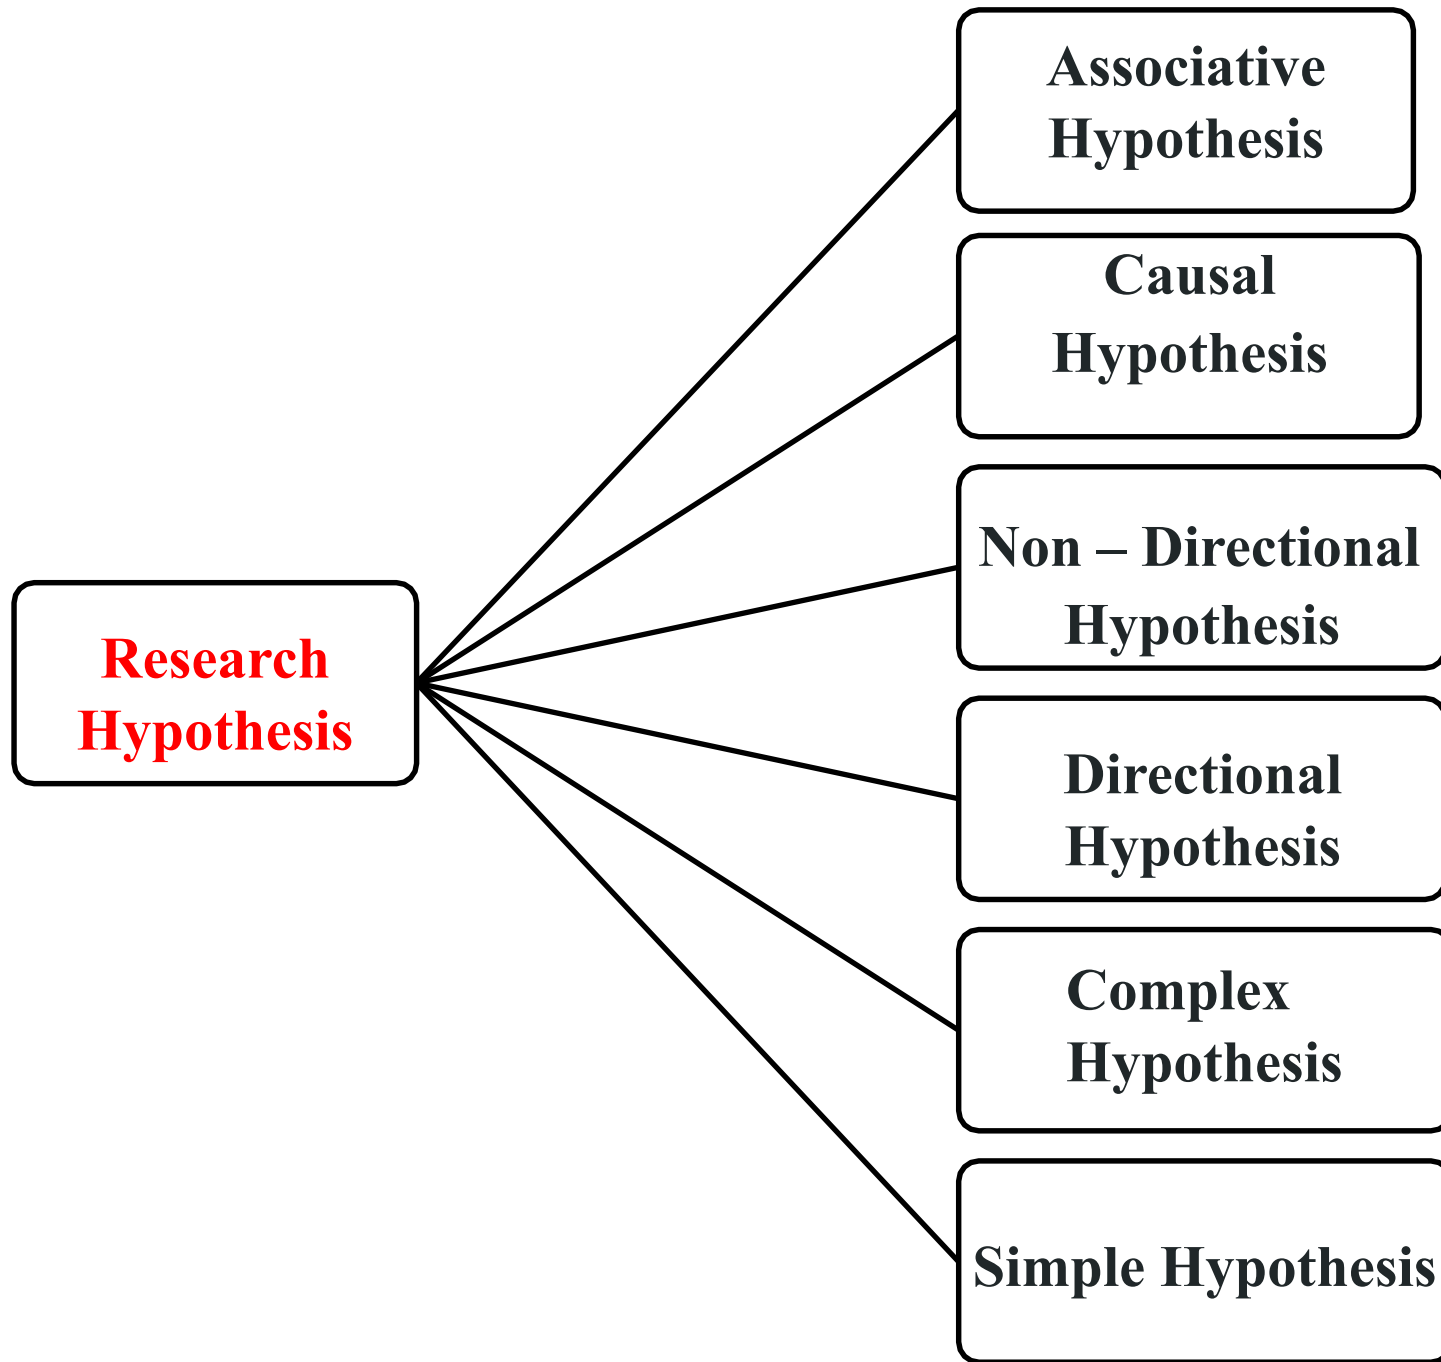 Associative
Hypothesis
Causal
Hypothesis
Non – Directional
Hypothesis
Research
Hypothesis
Directional
Hypothesis
Complex
Hypothesis
Simple Hypothesis